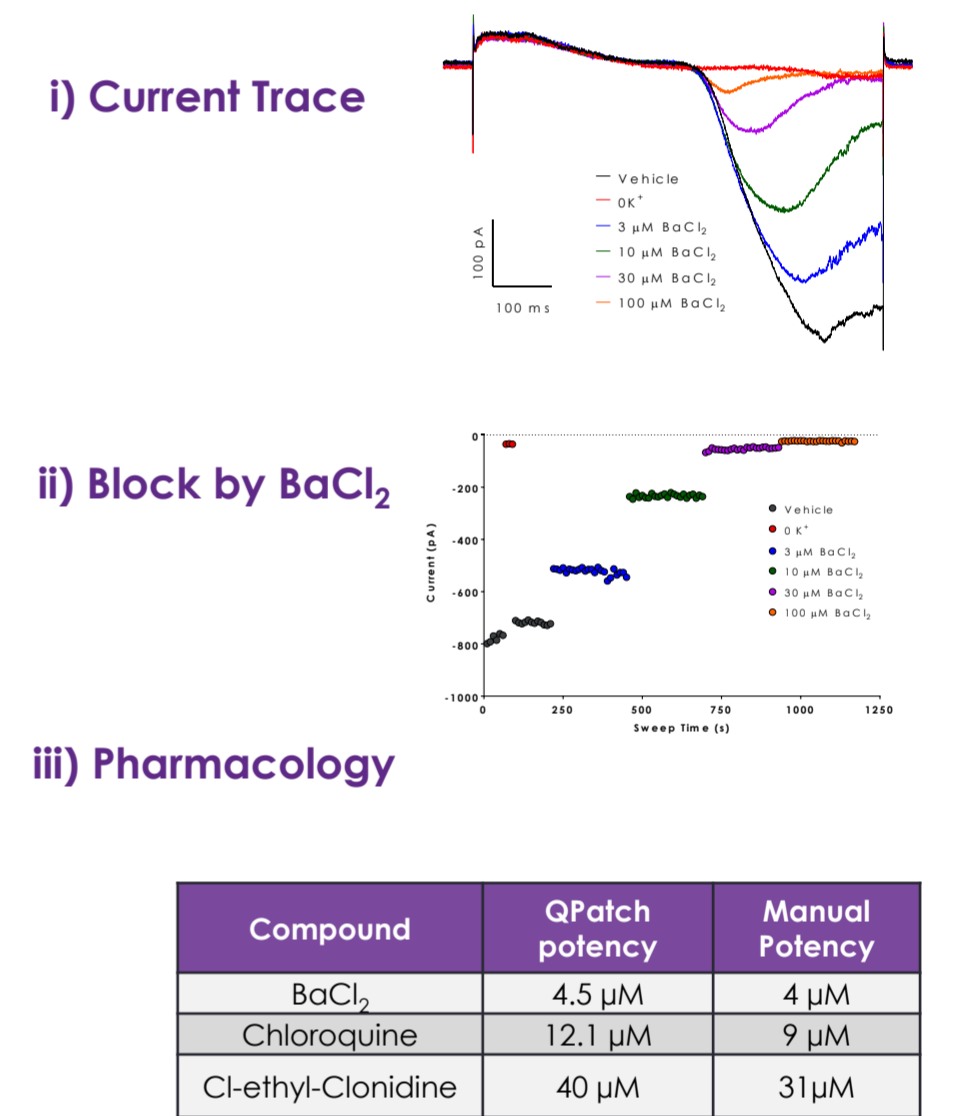 i) Current Trace
Vehicle
0K⁺
3 µM BaCl₂
10 µM BaCl₂
30 µM BaCl₂
100 µM BaCl₂
100 pA
100 ms
ii) Block by BaCl₂
0
-200
-400
-600
-800
-1000
Current (pA)
Vehicle
0 K⁺
3 µM BaCl₂
10 µM BaCl₂
30 µM BaCl₂
100 µM BaCl₂
0 250 500 750 1000 1250
Sweep Time (s)
iii) Pharmacology
Compound QPatch potency Manual Potency
BaCl₂ 4.5 µM 4 µM
Chloroquine 12.1 µM 9 µM
Cl-ethyl-Clonidine 40 µM 31µM